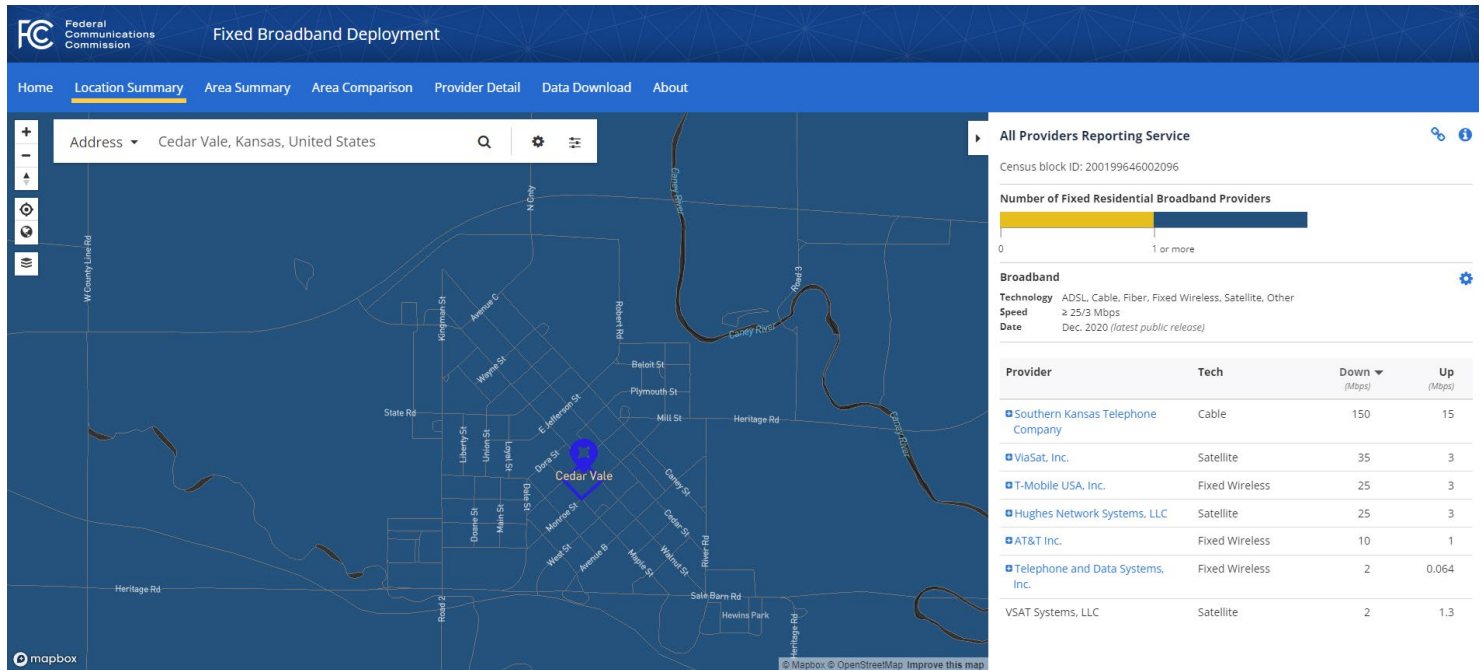 Federal
Communications
Commission
Fixed Broadband Deployment
Home Location Summary Area Summary Area Comparison Provider Detail Data Download About
Address Cedar Vale, Kansas, United States
W County Line Rd
N Cnty
Caney River
Road E
Kingman St
Avenue C
Robert Rd
Caney River
Wayne St
Beloit St
Plymouth St
State Rd
E Jefferson St
Mill St
Heritage Rd
Caney River
Liberty St
Union St
Loyal St
Dora St
Cedar Vale
Caney St
Dale St
Doane St
Main St
Monroe St
Cedar St
West St
Avenue B
Maple St
Walnut St
River Rd
Heritage Rd
Road 2
Sale Barn Rd
Hewins Park
Heritage Rd
mapbox
© Mapbox © OpenStreetMap Improve this map
All Providers Reporting Service
Census block ID: 200199646002096
Number of Fixed Residential Broadband Providers
0 1 or more
Broadband
Technology ADSL, Cable, Fiber, Fixed Wireless, Satellite, Other
Speed ≥ 25/3 Mbps
Date Dec. 2020 (latest public release)
Provider Tech Down Up
(Mbps) (Mbps)
Southern Kansas Telephone Cable 150 15
Company
ViaSat, Inc. Satellite 35 3
T-Mobile USA, Inc. Fixed Wireless 25 3
Hughes Network Systems, LLC Satellite 25 3
AT&T Inc. Fixed Wireless 10 1
Telephone and Data Systems, Fixed Wireless 2 0.064
Inc.
VSAT Systems, LLC Satellite 2 1.3